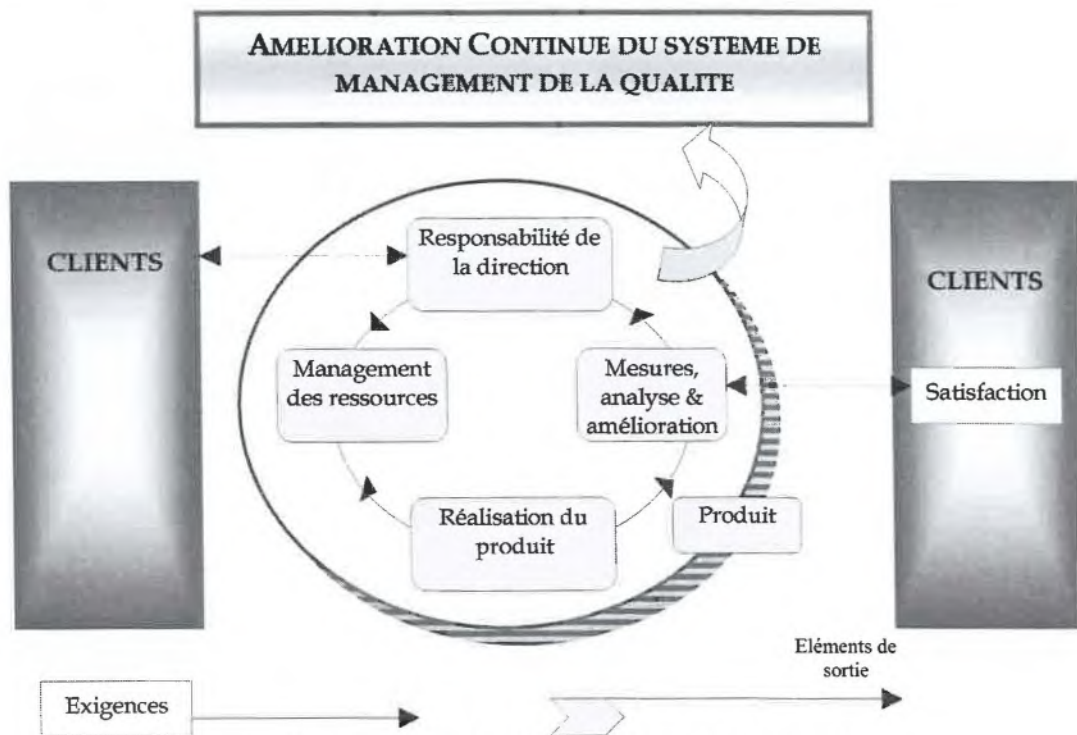 AMELIORATION CONTINUE DU SYSTEME DE
MANAGEMENT DE LA QUALITE
CLIENTS
Responsabilité de
la direction
CLIENTS
Management
des ressources
Mesures,
analyse &
amélioration
Satisfaction
Réalisation du
produit
Produit
Eléments de
sortie
Exigences